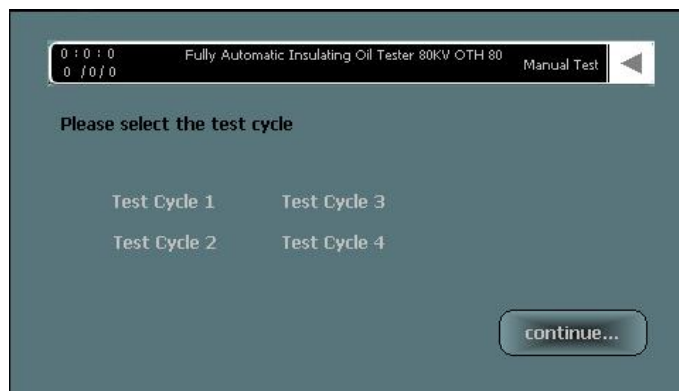 0 : 0 : 0
Fully Automatic Insulating Oil Tester 80KV OTH 80
Manual Test
0 /0/0
Please select the test cycle
Test Cycle 1 Test Cycle 3
Test Cycle 2 Test Cycle 4
continue...